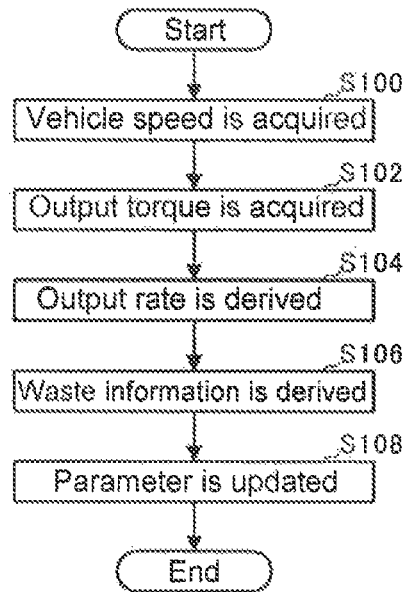 Start
S100
Vehicle speed is acquired
S102
Output torque is acquired
S104
Output rate is derived
S106
Waste information is derived
S108
Parameter is updated
End